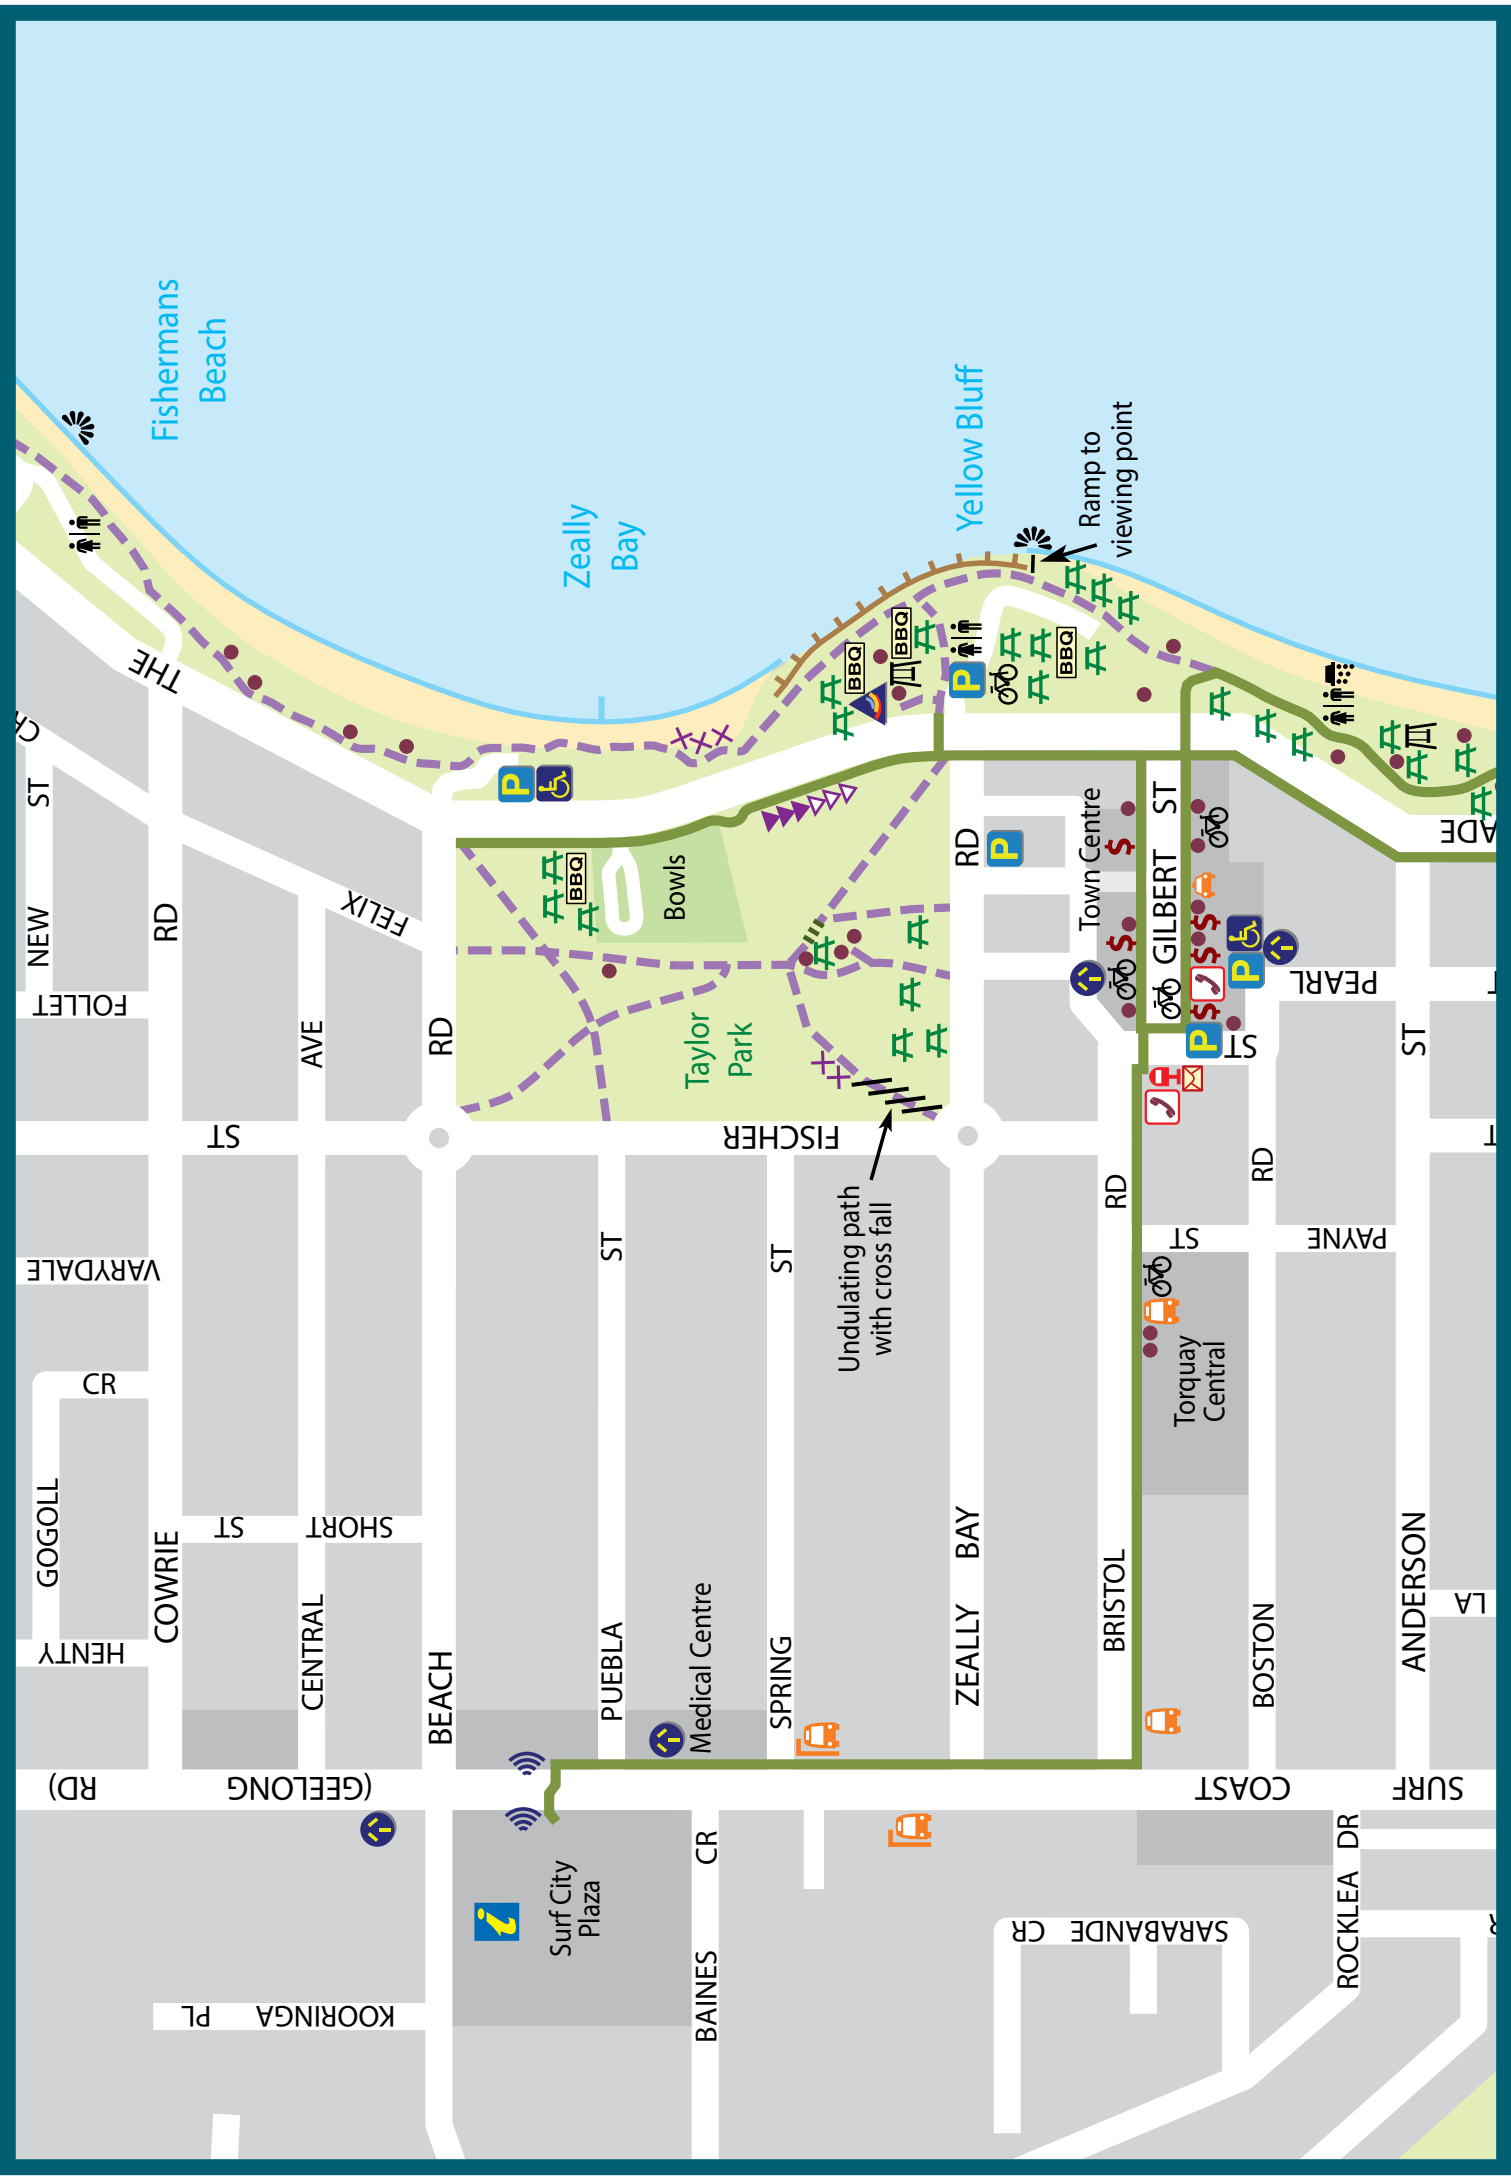 Fishermans
Beach
Zeally
Bay
Yellow Bluff
Ramp to
viewing point
THE
CR
NEW ST
COWRIE RD
FELIX
FOLLET
CENTRAL AVE
BEACH RD
BBQ
Bowls
Taylor
Park
BBQ
BBQ
BBQ
P
P
P
P
P
RD
Town Centre
$
$
$
$
$
GILBERT ST
PEARL
ST
ADE
FISCHER
ST
VARYDALE
GOGOLL
CR
HENTY
SHORT
ST
PUEBLA ST
SPRING ST
Undulating path
with cross fall
ZEALLY BAY
BRISTOL RD
BOSTON RD
PAYNE
ST
ANDERSON ST
LA
Torquay
Central
Medical Centre
SURF
COAST
(GEELONG
RD)
i
Surf City
Plaza
BAINES CR
KOORINGA
PL
SARABANDE
CR
ROCKLEA DR